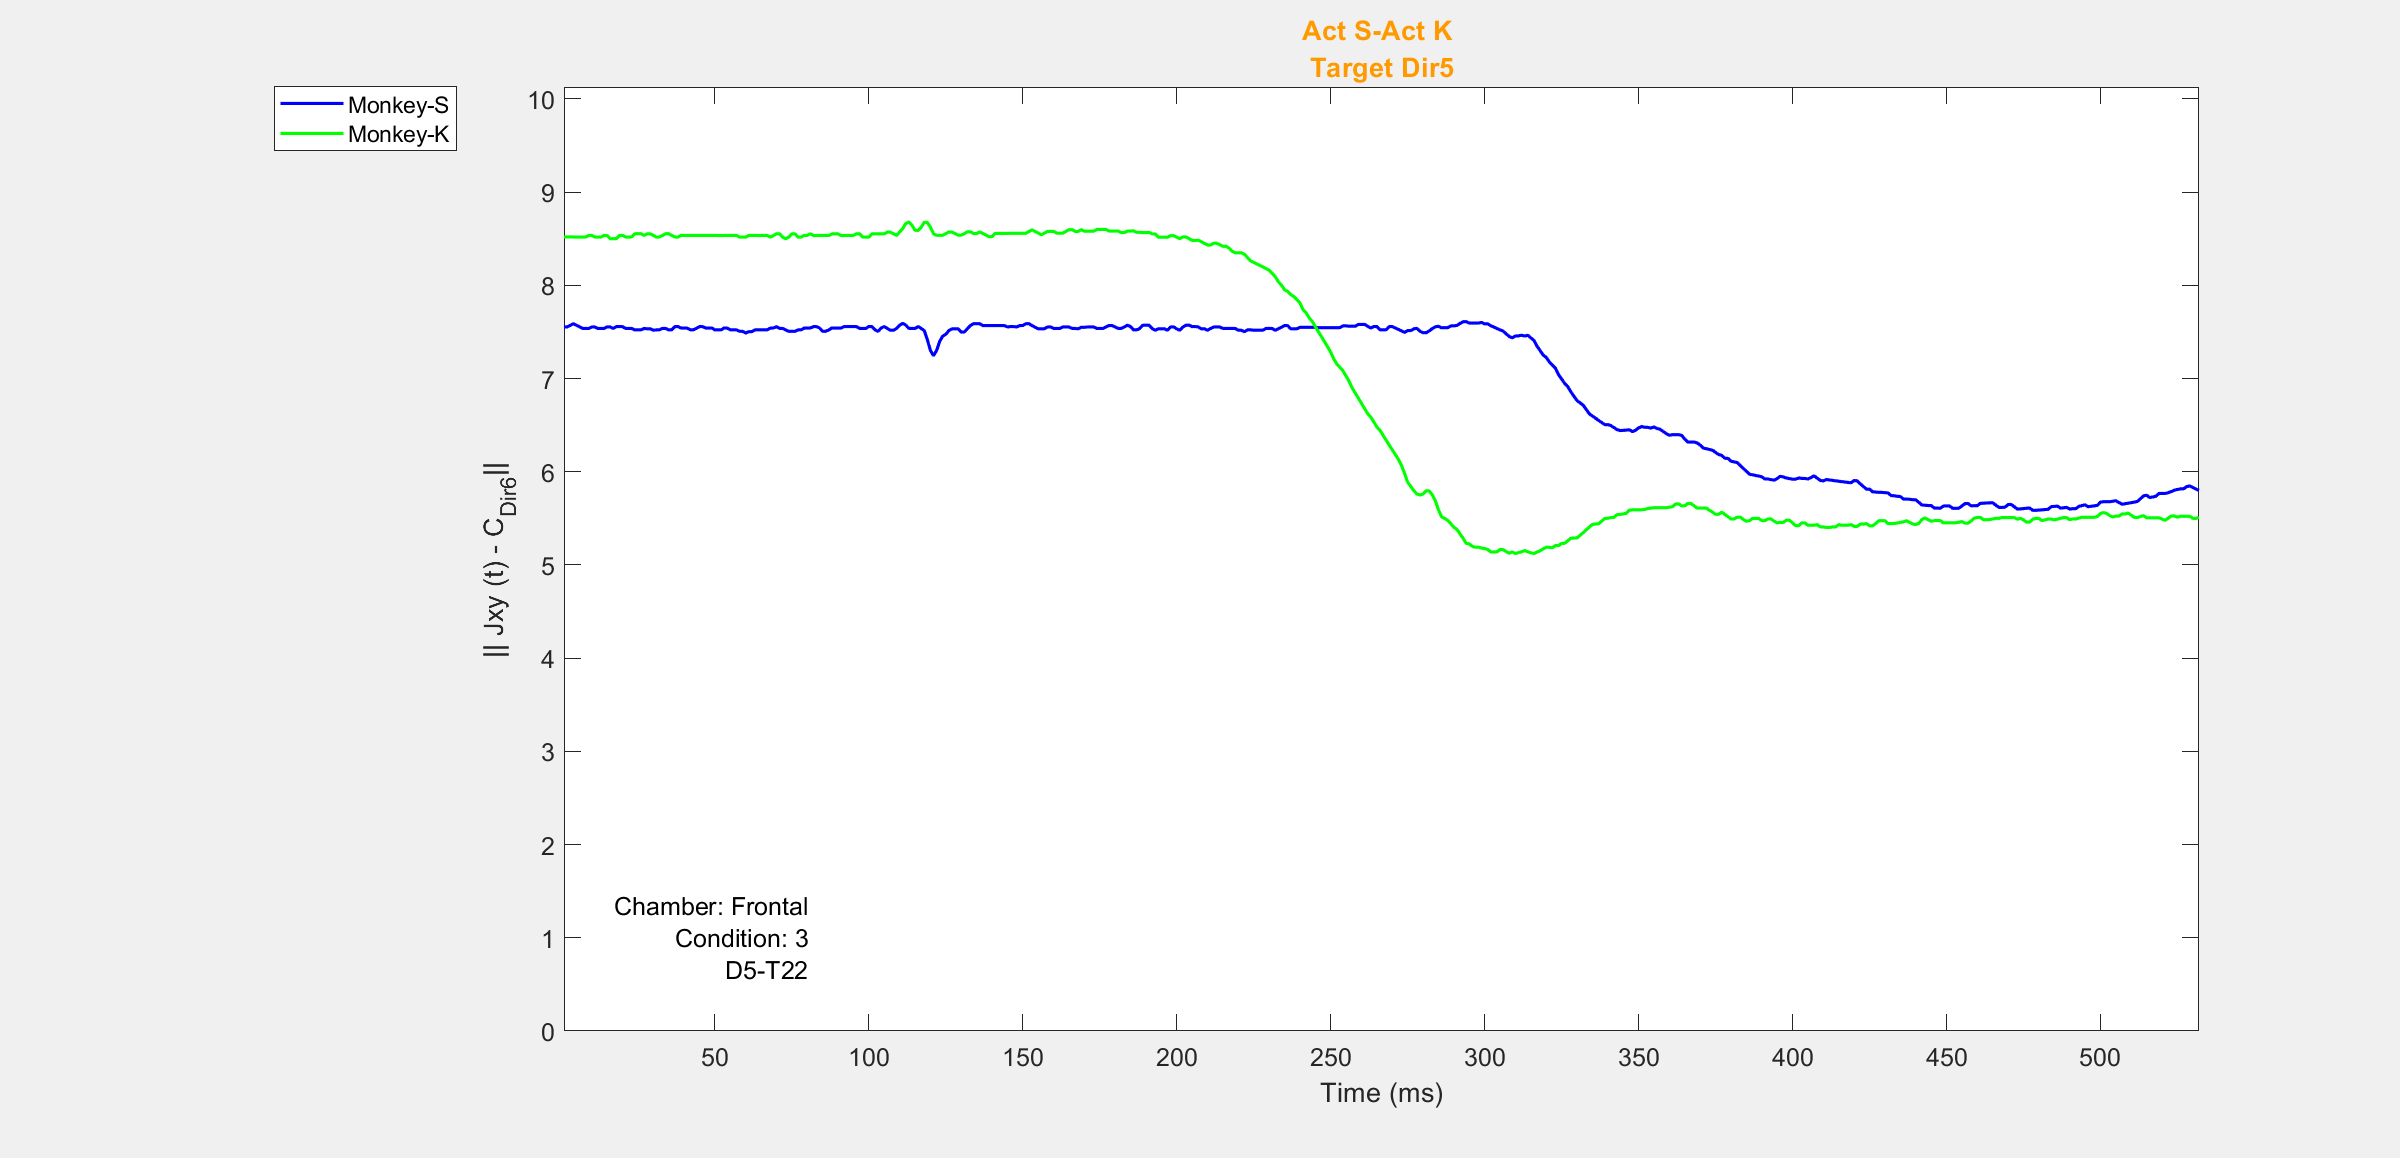 Act S-Act K
Target Dir5
Monkey-S
Monkey-K
10
9
8
7
6
5
4
3
2
1
0
|| Jxy (t) - C_Dir6||
Chamber: Frontal
Condition: 3
D5-T22
50 100 150 200 250 300 350 400 450 500
Time (ms)